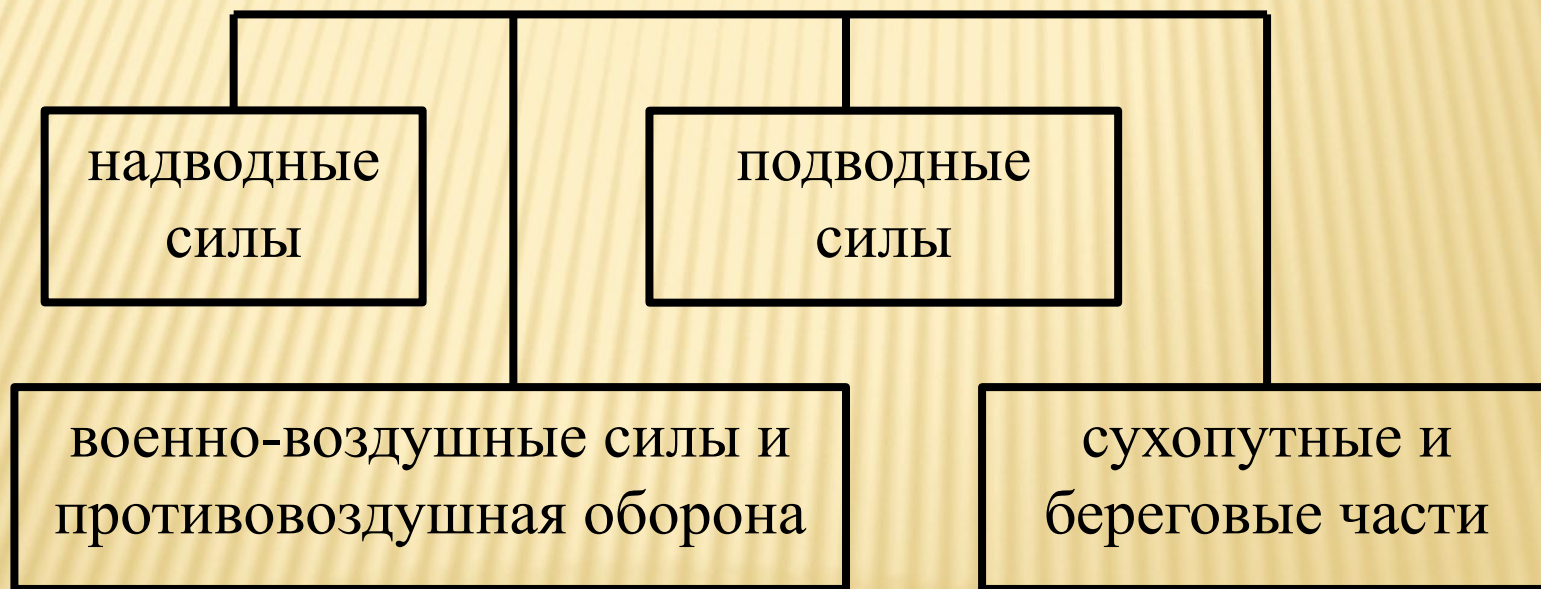 надводные
силы
подводные
силы
военно-воздушные силы и
противовоздушная оборона
сухопутные и
береговые части